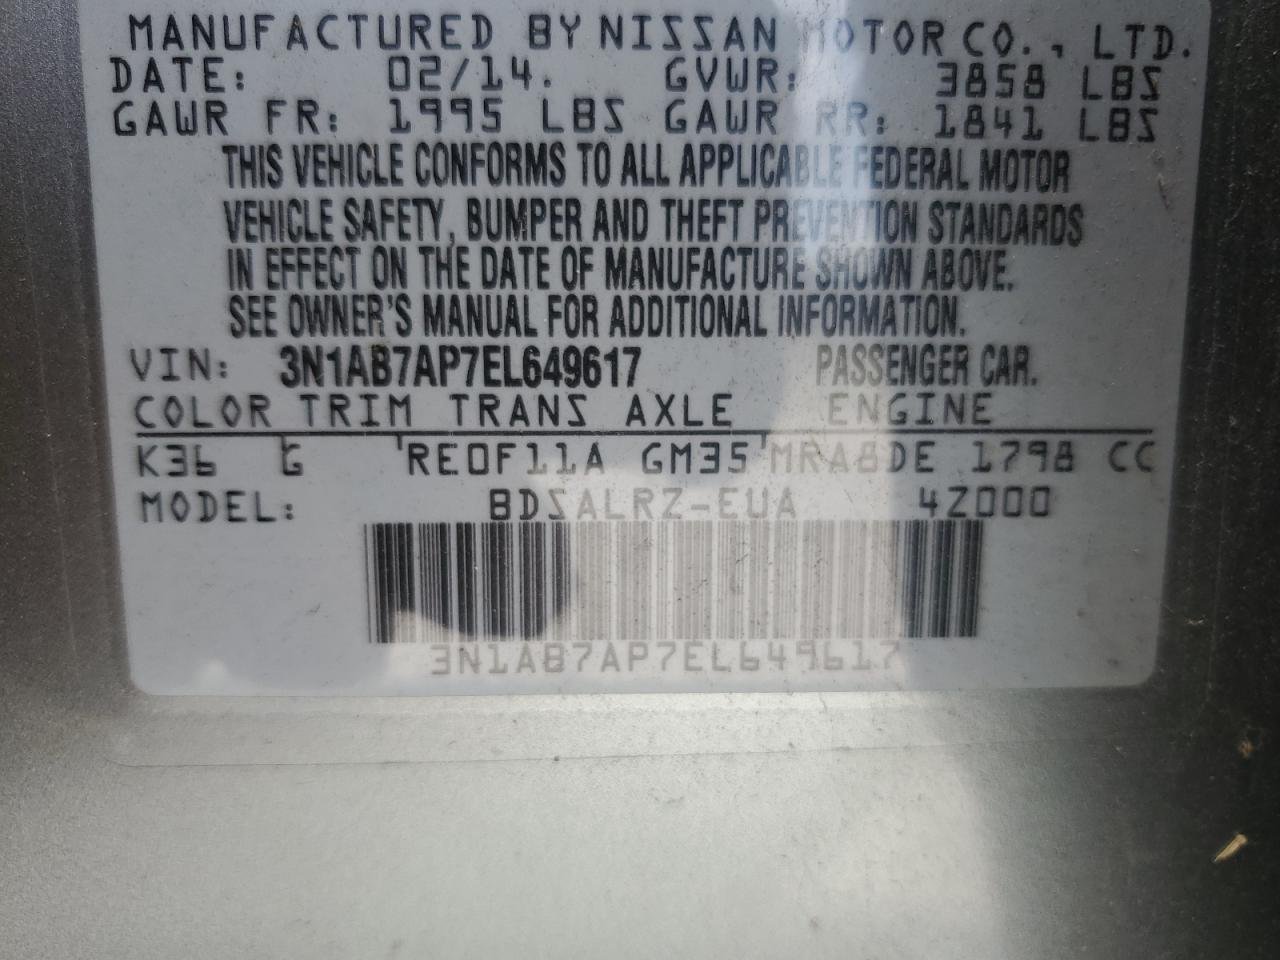 MANUFACTURED BY NISSAN MOTOR CO., LTD.
DATE: 02/14. GVWR: 3858 LBS
GAWR FR: 1995 LBS GAWR RR: 1841 LBS
THIS VEHICLE CONFORMS TO ALL APPLICABLE FEDERAL MOTOR
VEHICLE SAFETY, BUMPER AND THEFT PREVENTION STANDARDS
IN EFFECT ON THE DATE OF MANUFACTURE SHOWN ABOVE.
SEE OWNER'S MANUAL FOR ADDITIONAL INFORMATION.
VIN: 3N1AB7AP7EL649617 PASSENGER CAR.
COLOR TRIM TRANS AXLE ENGINE
K36 G RE0F11A GM35 MRA8DE 1798 CC
MODEL: BDSALRZ-EUA 4Z000
3N1AB7AP7EL649617